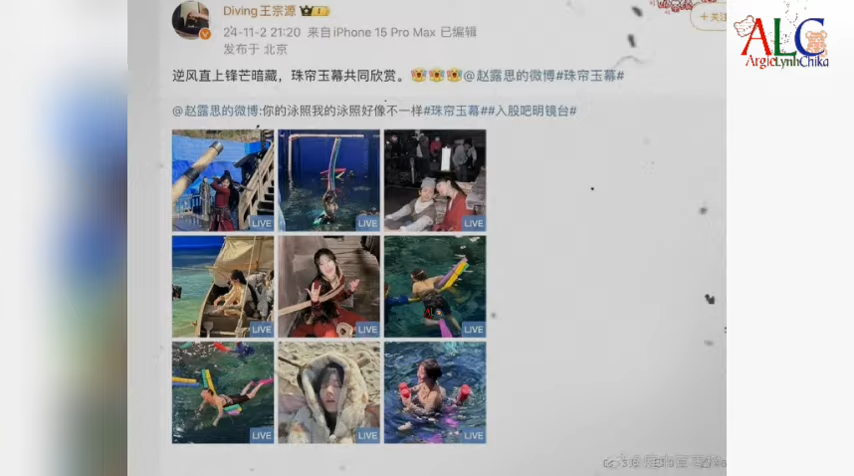 Diving王宗源
24-11-2 21:20 来自iPhone 15 Pro Max 已编辑
发布于 北京
+关注
ALC
ArgieLynhChika
逆风直上锋芒暗藏，珠帘玉幕共同欣赏。@赵露思的微博#珠帘玉幕#
@赵露思的微博:你的泳照我的泳照好像不一样#珠帘玉幕##入股吧明镜台#
LIVE LIVE LIVE
LIVE LIVE LIVE
ALC
LIVE LIVE LIVE